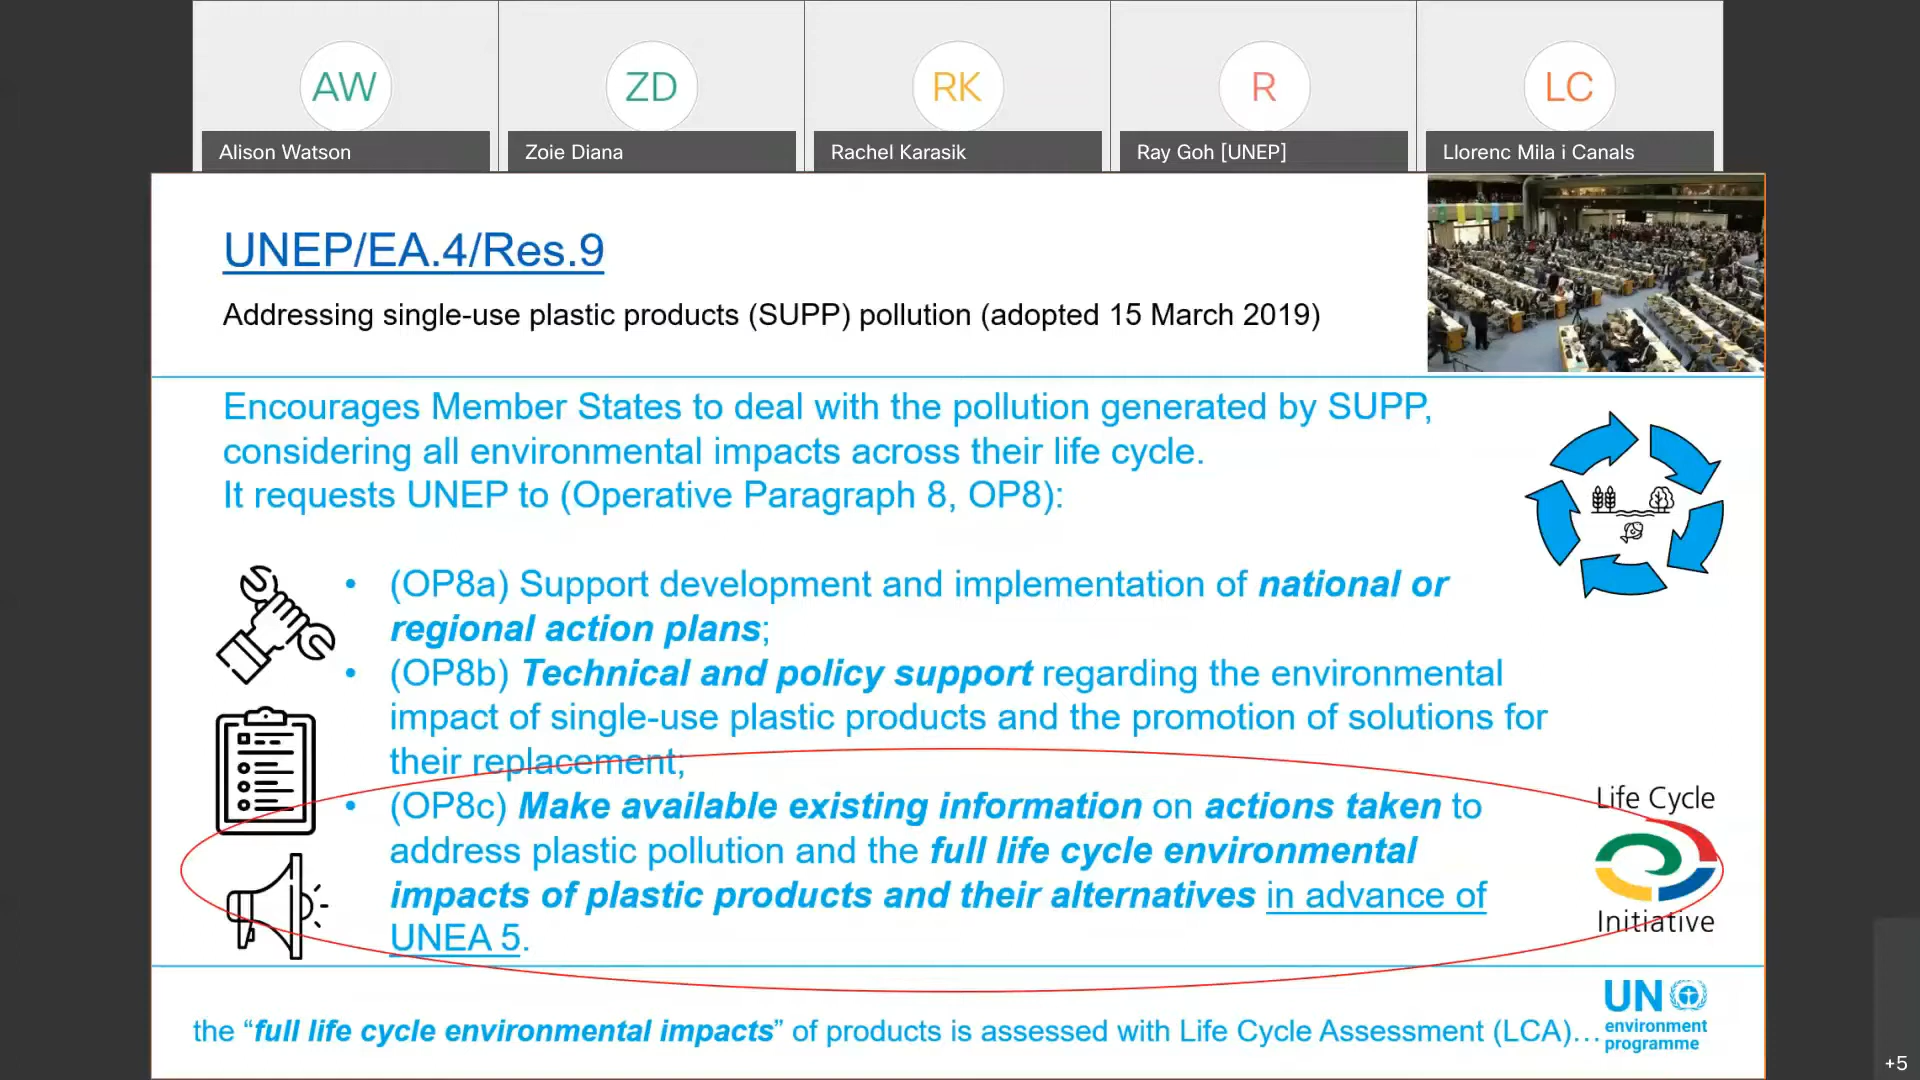 AW
ZD
RK
R
LC
Alison Watson
Zoie Diana
Rachel Karasik
Ray Goh [UNEP]
Llorenc Mila i Canals
UNEP/EA.4/Res.9
Addressing single-use plastic products (SUPP) pollution (adopted 15 March 2019)
Encourages Member States to deal with the pollution generated by SUPP,
considering all environmental impacts across their life cycle.
It requests UNEP to (Operative Paragraph 8, OP8):
• (OP8a) Support development and implementation of national or
regional action plans;
• (OP8b) Technical and policy support regarding the environmental
impact of single-use plastic products and the promotion of solutions for
their replacement;
• (OP8c) Make available existing information on actions taken to
address plastic pollution and the full life cycle environmental
impacts of plastic products and their alternatives in advance of
UNEA 5.
Life Cycle
Initiative
the “full life cycle environmental impacts” of products is assessed with Life Cycle Assessment (LCA)…
UN
environment
programme
+5